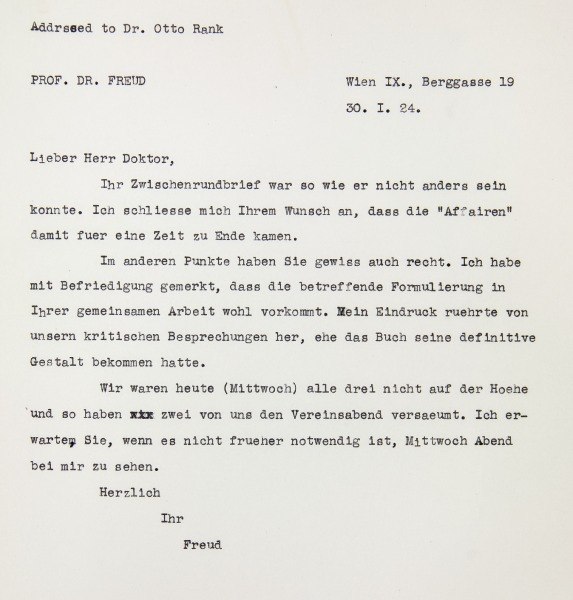 Addrssed to Dr. Otto Rank
PROF. DR. FREUD Wien IX., Berggasse 19
30. I. 24.
Lieber Herr Doktor,
Ihr Zwischenrundbrief war so wie er nicht anders sein
konnte. Ich schliesse mich Ihrem Wunsch an, dass die "Affairen"
damit fuer eine Zeit zu Ende kamen.
Im anderen Punkte haben Sie gewiss auch recht. Ich habe
mit Befriedigung gemerkt, dass die betreffende Formulierung in
Ihrer gemeinsamen Arbeit wohl vorkommt. Mein Eindruck ruehrte von
unsern kritischen Besprechungen her, ehe das Buch seine definitive
Gestalt bekommen hatte.
Wir waren heute (Mittwoch) alle drei nicht auf der Hoehe
und so haben xxx zwei von uns den Vereinsabend versaeumt. Ich er-
warte, Sie, wenn es nicht frueher notwendig ist, Mittwoch Abend
bei mir zu sehen.
Herzlich
Ihr
Freud